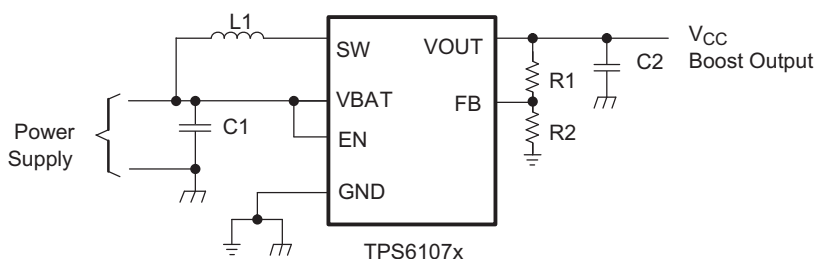 L1
SW
VOUT
VCC
Boost Output
C2
R1
VBAT
FB
Power
Supply
C1
R2
EN
GND
TPS6107x